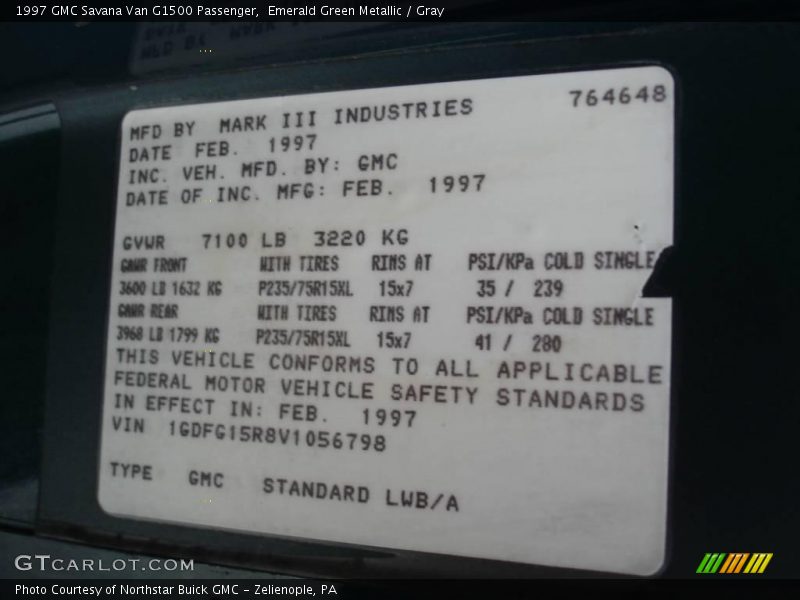 1997 GMC Savana Van G1500 Passenger,  Emerald Green Metallic / Gray
MFD BY  MARK III INDUSTRIES  764648
DATE  FEB.  1997
INC. VEH. MFD. BY: GMC
DATE OF INC. MFG: FEB.  1997
GVWR  7100 LB  3220 KG
GAWR FRONT  WITH TIRES  RIMS AT  PSI/KPa COLD SINGLE
3600 LB 1632 KG  P235/75R15XL  15x7  35 /  239
GAWR REAR  WITH TIRES  RIMS AT  PSI/KPa COLD SINGLE
3968 LB 1799 KG  P235/75R15XL  15x7  41 /  280
THIS VEHICLE CONFORMS TO ALL APPLICABLE
FEDERAL MOTOR VEHICLE SAFETY STANDARDS
IN EFFECT IN: FEB.  1997
VIN  1GDFG15R8V1056798
TYPE  GMC  STANDARD LWB/A
GTCARLOT.COM
Photo Courtesy of Northstar Buick GMC - Zelienople, PA